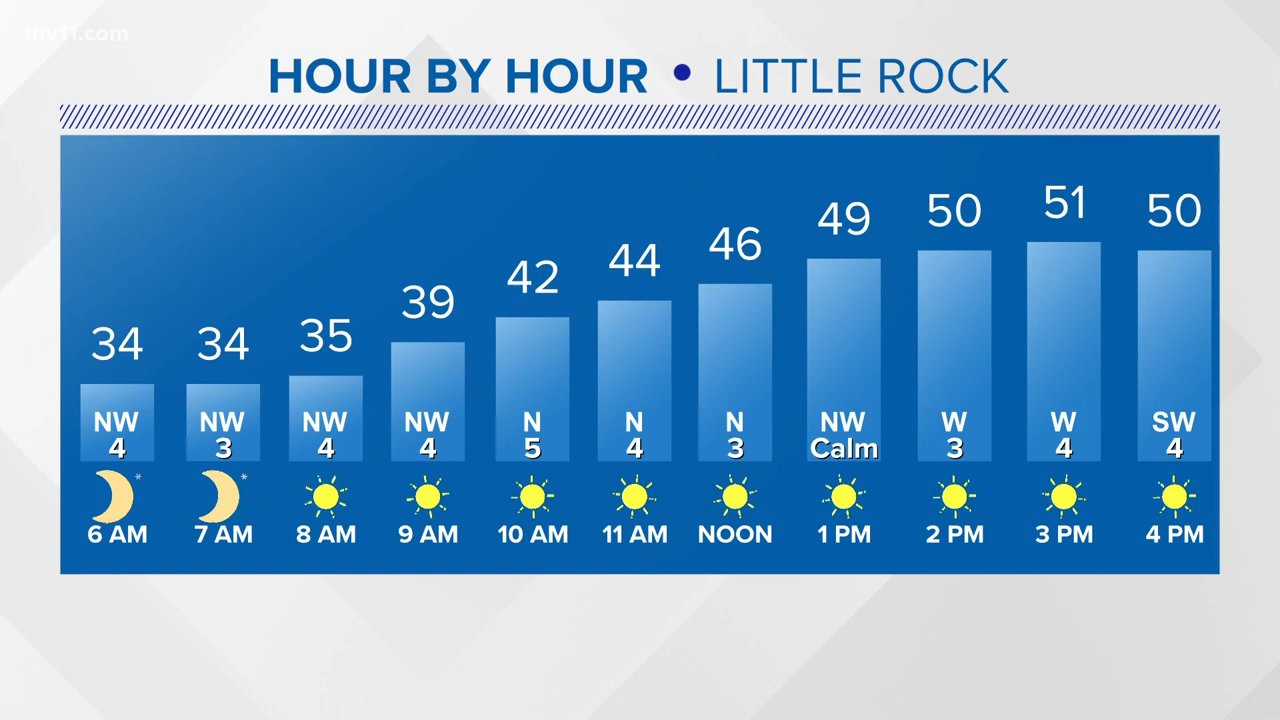 thv11.com
HOUR BY HOUR • LITTLE ROCK
34 34 35 39 42 44 46 49 50 51 50
NW NW NW NW N N N NW W W SW
4 3 4 4 5 4 3 Calm 3 4 4
6 AM 7 AM 8 AM 9 AM 10 AM 11 AM NOON 1 PM 2 PM 3 PM 4 PM